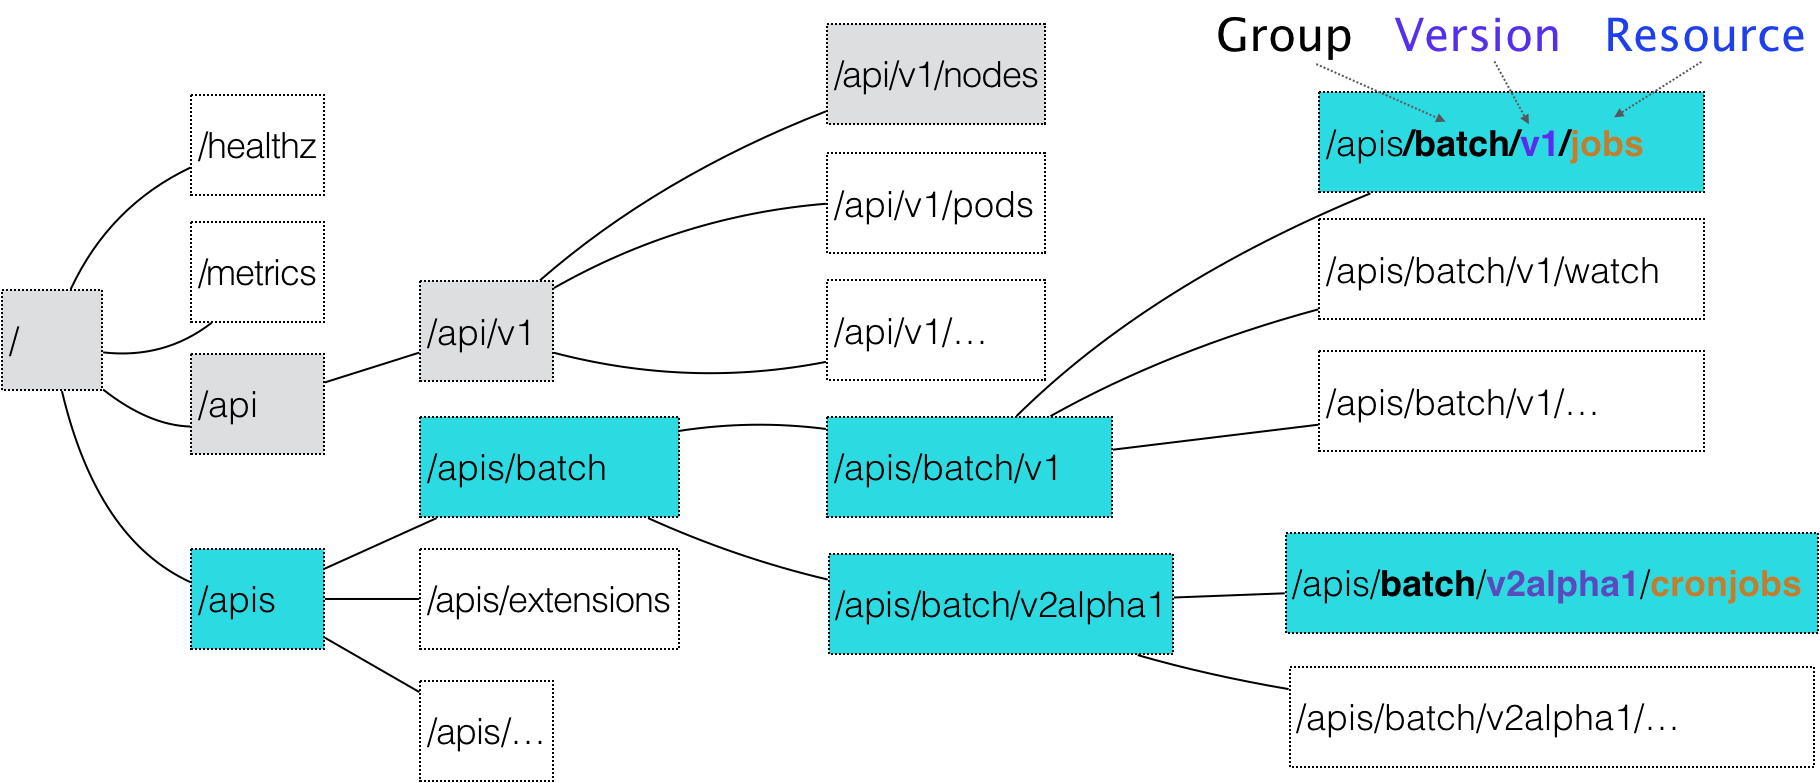 Group Version Resource
/
/healthz
/metrics
/api
/apis
/api/v1
/apis/batch
/apis/extensions
/apis/...
/api/v1/nodes
/api/v1/pods
/api/v1/...
/apis/batch/v1
/apis/batch/v2alpha1
/apis/batch/v1/jobs
/apis/batch/v1/watch
/apis/batch/v1/...
/apis/batch/v2alpha1/cronjobs
/apis/batch/v2alpha1/...